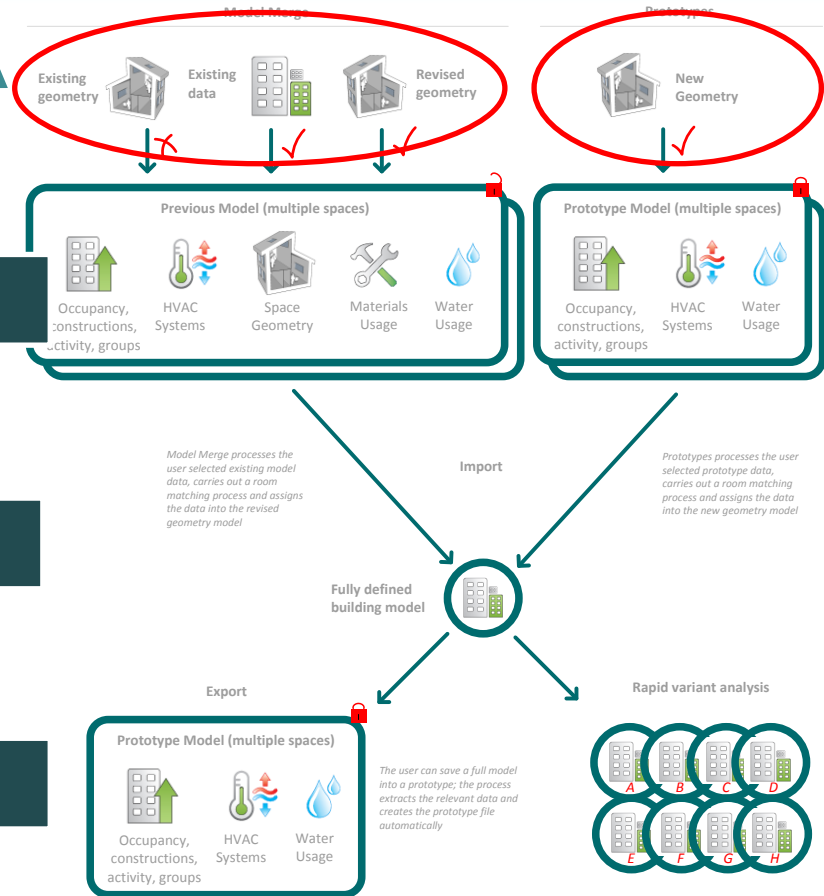 Model Merge
Prototypes
Existing
geometry
Existing
data
Revised
geometry
New
Geometry
Previous Model (multiple spaces)
Occupancy,
constructions,
activity, groups
HVAC
Systems
Space
Geometry
Materials
Usage
Water
Usage
Prototype Model (multiple spaces)
Occupancy,
constructions,
activity, groups
HVAC
Systems
Water
Usage
Model Merge processes the
user selected existing model
data, carries out a room
matching process and assigns
the data into the revised
geometry model
Import
Prototypes processes the user
selected prototype data,
carries out a room matching
process and assigns the data
into the new geometry model
Fully defined
building model
Export
Rapid variant analysis
Prototype Model (multiple spaces)
Occupancy,
constructions,
activity, groups
HVAC
Systems
Water
Usage
The user can save a full model
into a prototype; the process
extracts the relevant data and
creates the prototype file
automatically
A B C D
E F G H